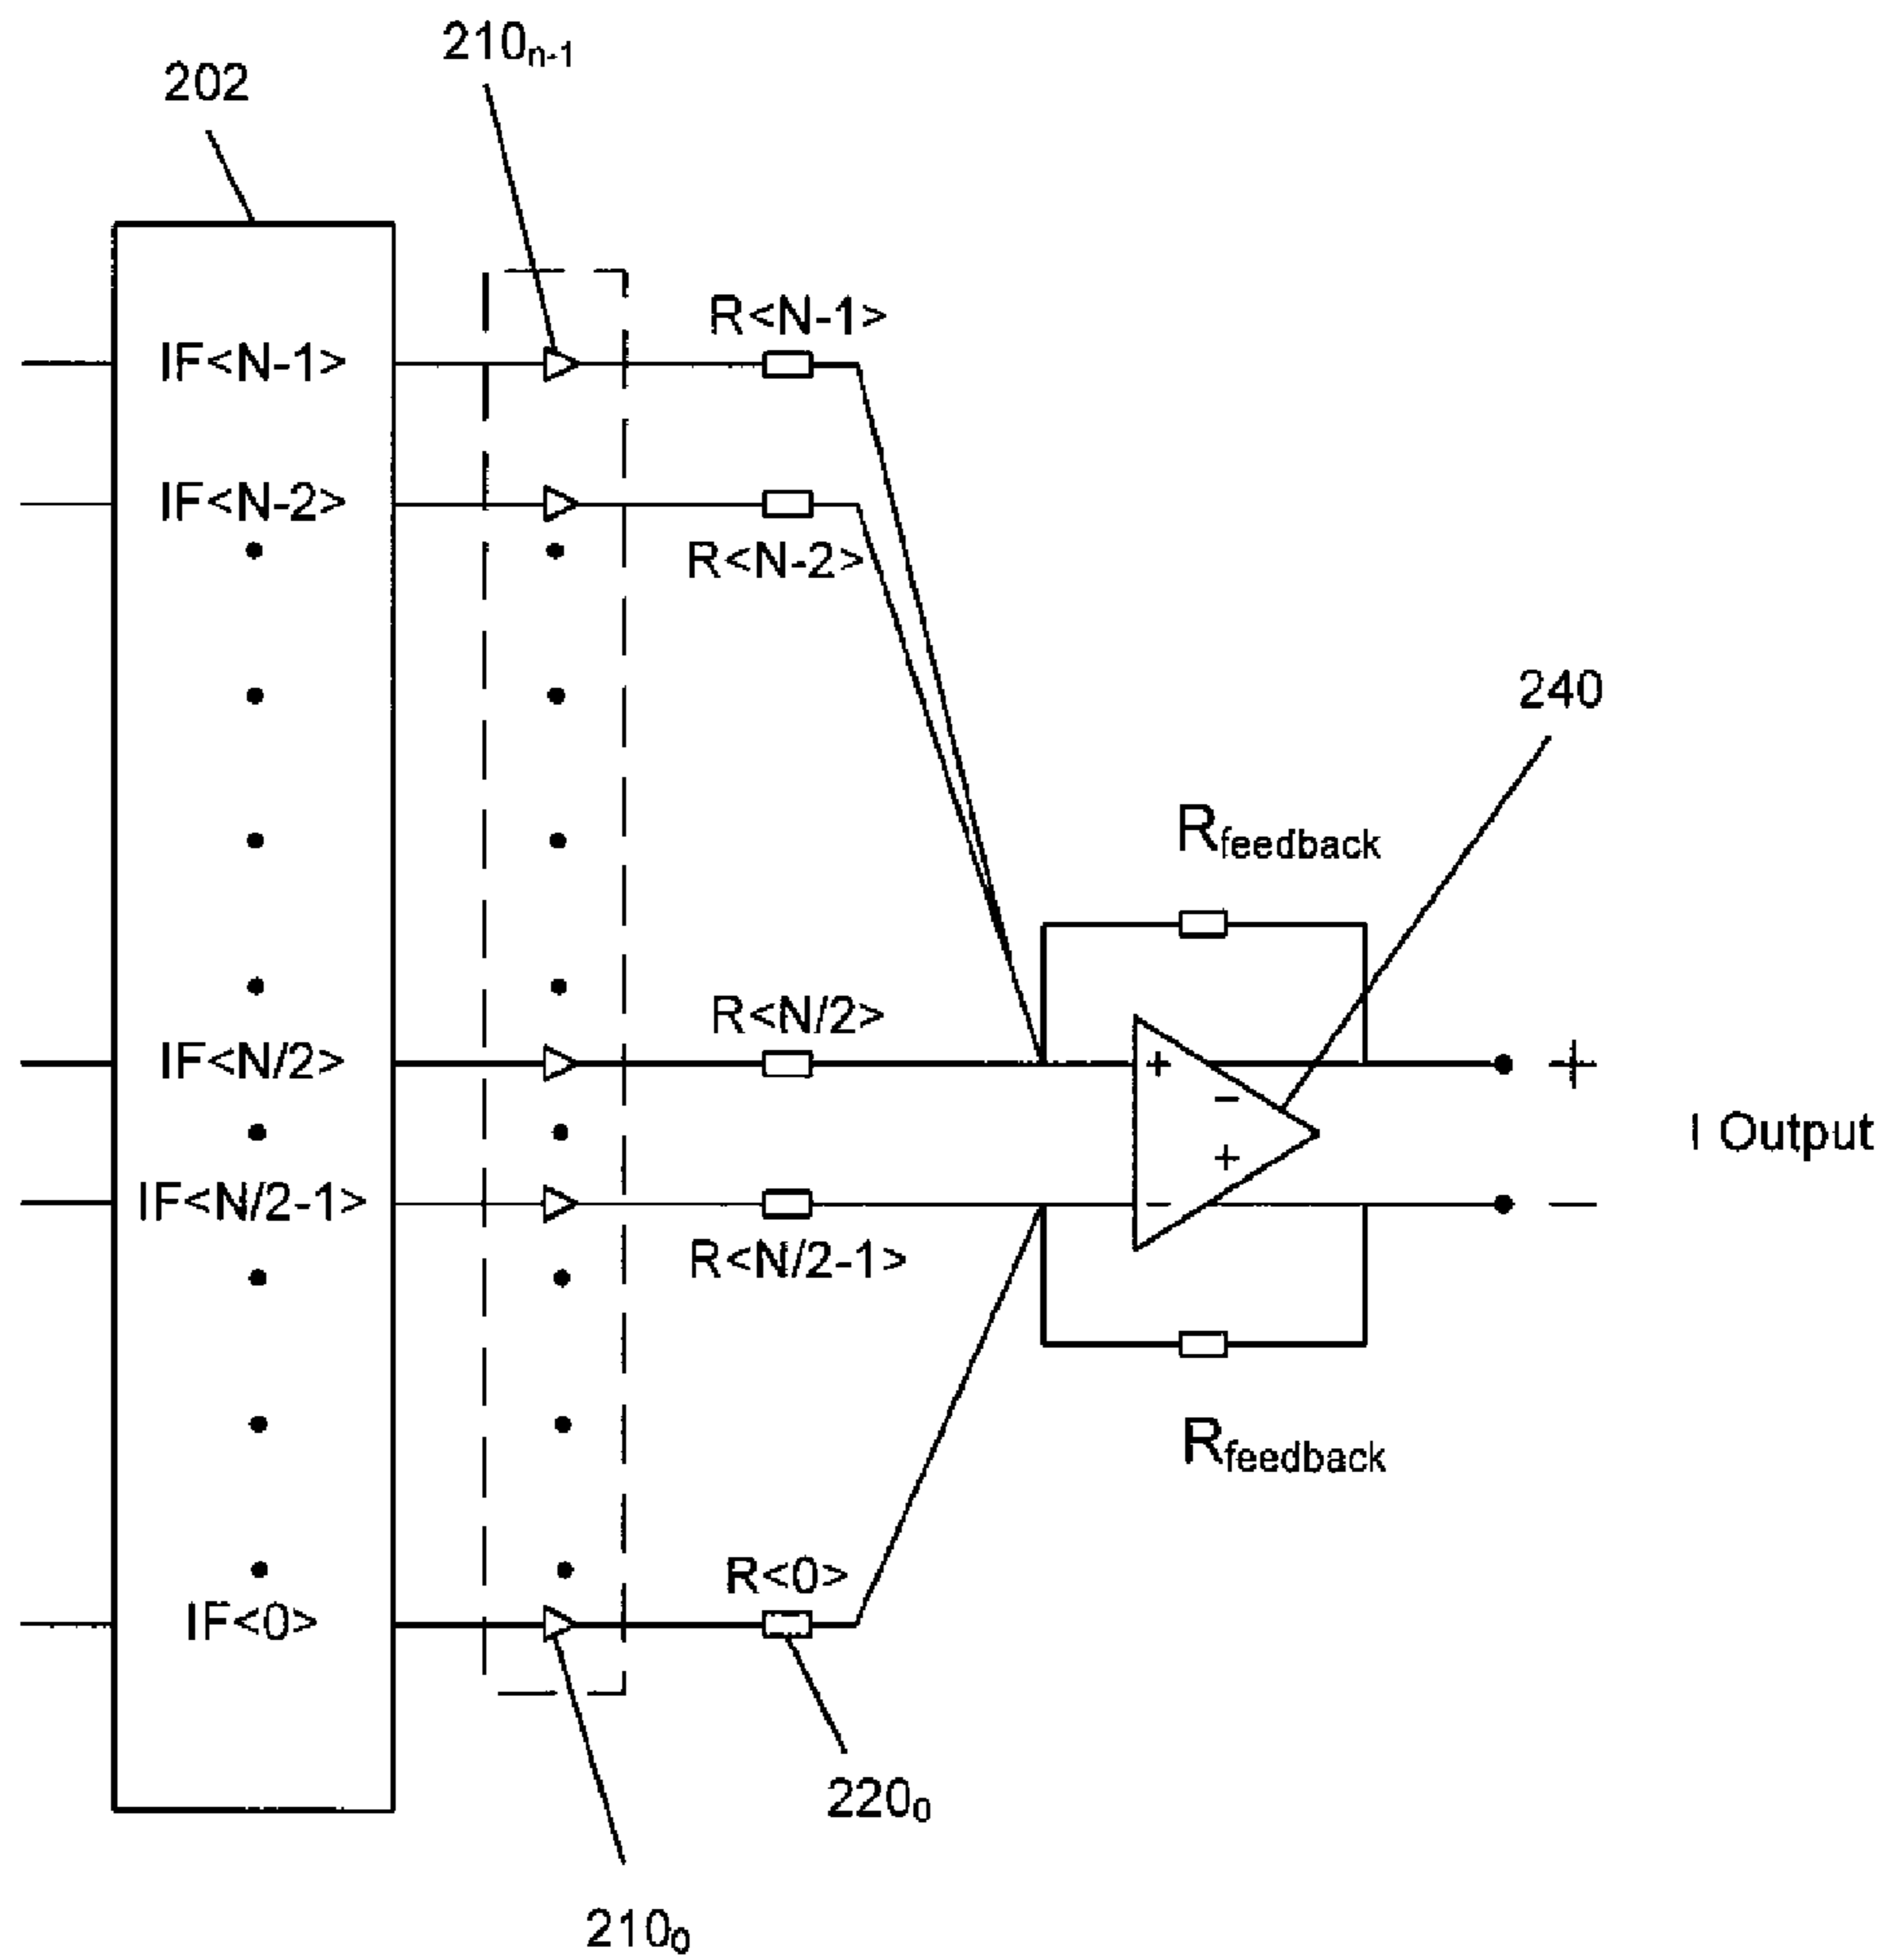 210n-1
202
R<N-1>
IF<N-1>
IF<N-2>
R<N-2>
240
Rfeedback
R<N/2>
IF<N/2>
+
+
−
I Output
+
IF<N/2-1>
−
−
R<N/2-1>
Rfeedback
R<0>
IF<0>
2200
2100